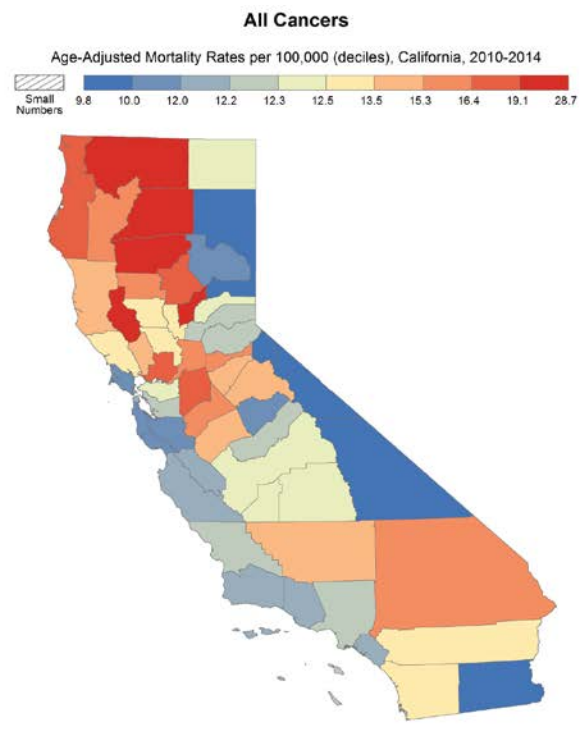 All Cancers
Age-Adjusted Mortality Rates per 100,000 (deciles), California, 2010-2014
Small
Numbers
9.8 10.0 12.0 12.2 12.3 12.5 13.5 15.3 16.4 19.1 28.7